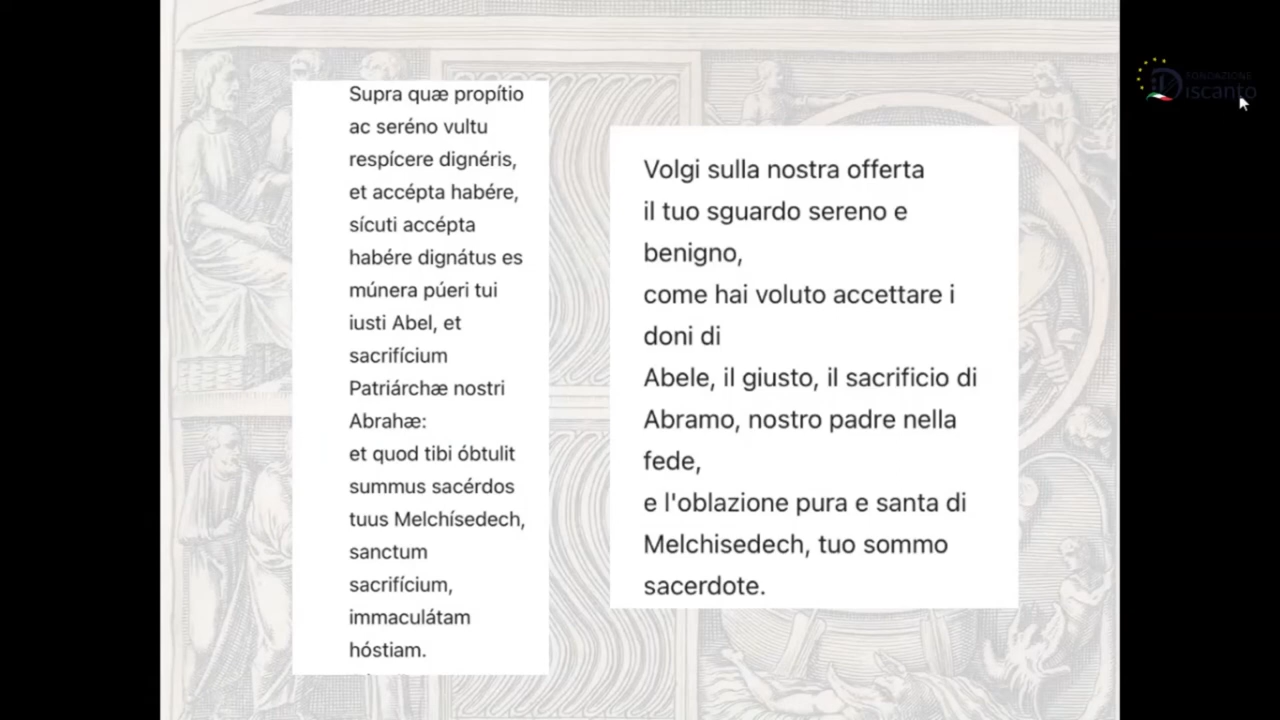 Supra quæ propítio
ac seréno vultu
respícere dignéris,
et accépta habére,
sícuti accépta
habére dignátus es
múnera púeri tui
iusti Abel, et
sacrifícium
Patriárchæ nostri
Abrahæ:
et quod tibi óbtulit
summus sacérdos
tuus Melchísedech,
sanctum
sacrifícium,
immaculátam
hóstiam.
Volgi sulla nostra offerta
il tuo sguardo sereno e
benigno,
come hai voluto accettare i
doni di
Abele, il giusto, il sacrificio di
Abramo, nostro padre nella
fede,
e l'oblazione pura e santa di
Melchisedech, tuo sommo
sacerdote.
FONDAZIONE
Discanto